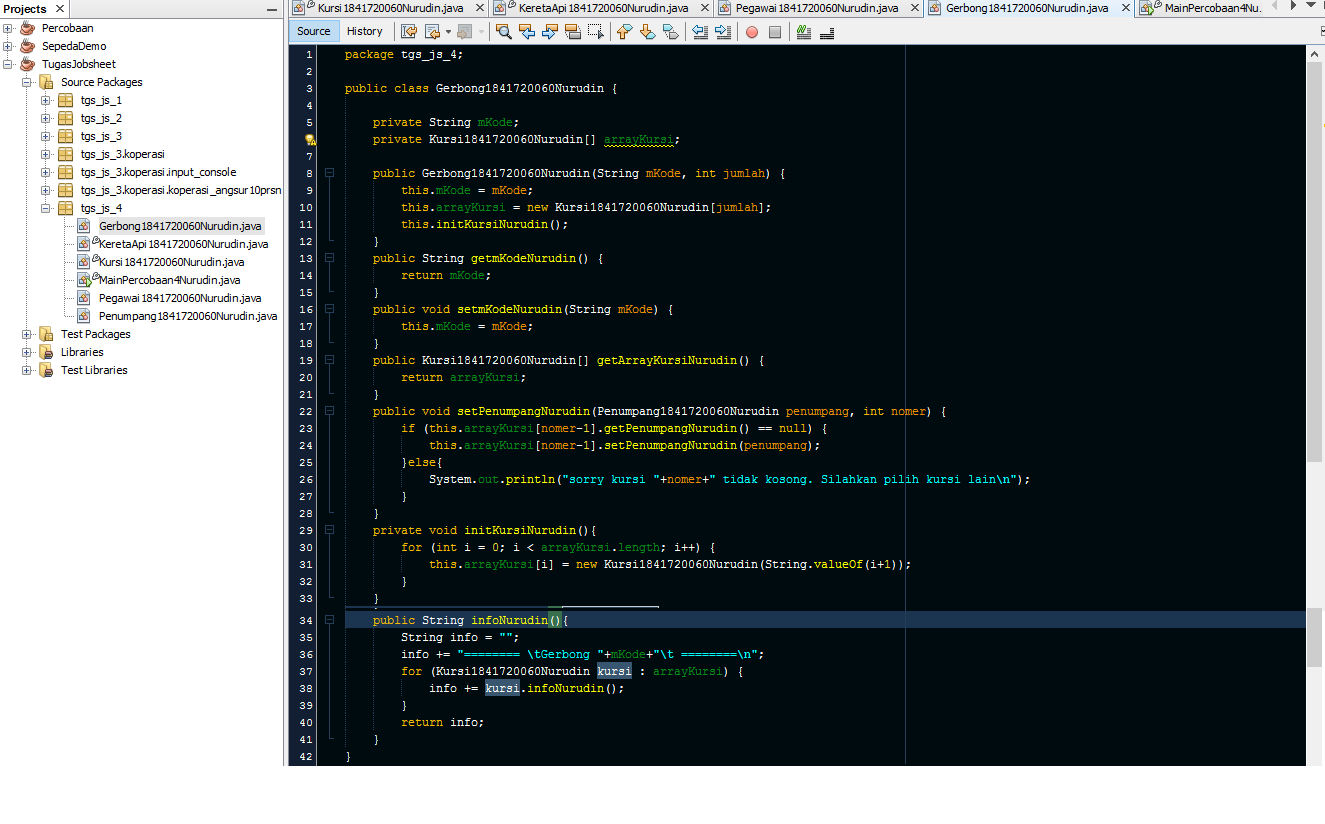 Projects
Percobaan
SepedaDemo
TugasJobsheet
Source Packages
tgs_js_1
tgs_js_2
tgs_js_3
tgs_js_3.koperasi
tgs_js_3.koperasi.input_console
tgs_js_3.koperasi.koperasi_angsur10prsn
tgs_js_4
Gerbong1841720060Nurudin.java
KeretaApi1841720060Nurudin.java
Kursi1841720060Nurudin.java
MainPercobaan4Nurudin.java
Pegawai1841720060Nurudin.java
Penumpang1841720060Nurudin.java
Test Packages
Libraries
Test Libraries
Kursi1841720060Nurudin.java KeretaApi1841720060Nurudin.java Pegawai1841720060Nurudin.java Gerbong1841720060Nurudin.java MainPercobaan4Nu...
Source History
1 package tgs_js_4;
2
3 public class Gerbong1841720060Nurudin {
4
5 private String mKode;
private Kursi1841720060Nurudin[] arrayKursi;
7
8 public Gerbong1841720060Nurudin(String mKode, int jumlah) {
9 this.mKode = mKode;
10 this.arrayKursi = new Kursi1841720060Nurudin[jumlah];
11 this.initKursiNurudin();
12 }
13 public String getmKodeNurudin() {
14 return mKode;
15 }
16 public void setmKodeNurudin(String mKode) {
17 this.mKode = mKode;
18 }
19 public Kursi1841720060Nurudin[] getArrayKursiNurudin() {
20 return arrayKursi;
21 }
22 public void setPenumpangNurudin(Penumpang1841720060Nurudin penumpang, int nomer) {
23 if (this.arrayKursi[nomer-1].getPenumpangNurudin() == null) {
24 this.arrayKursi[nomer-1].setPenumpangNurudin(penumpang);
25 }else{
26 System.out.println("sorry kursi "+nomer+" tidak kosong. Silahkan pilih kursi lain\n");
27 }
28 }
29 private void initKursiNurudin(){
30 for (int i = 0; i < arrayKursi.length; i++) {
31 this.arrayKursi[i] = new Kursi1841720060Nurudin(String.valueOf(i+1));
32 }
33 }
34 public String infoNurudin(){
35 String info = "";
36 info += "======== \tGerbong "+mKode+"\t ========\n";
37 for (Kursi1841720060Nurudin kursi : arrayKursi) {
38 info += kursi.infoNurudin();
39 }
40 return info;
41 }
42 }